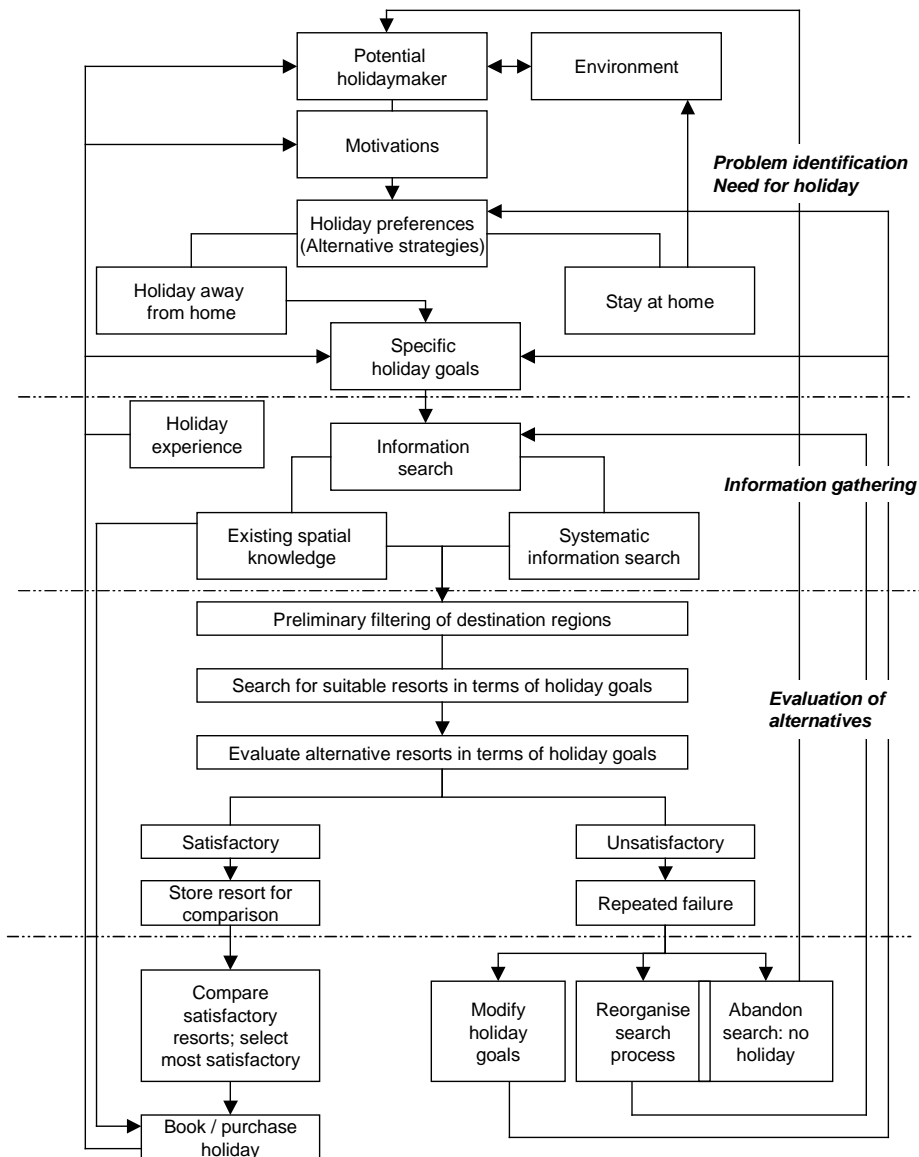 Potential
holidaymaker
Environment
Motivations
Problem identification
Need for holiday
Holiday preferences
(Alternative strategies)
Holiday away
from home
Stay at home
Specific
holiday goals
Holiday
experience
Information
search
Information gathering
Existing spatial
knowledge
Systematic
information search
Preliminary filtering of destination regions
Search for suitable resorts in terms of holiday goals
Evaluation of
alternatives
Evaluate alternative resorts in terms of holiday goals
Satisfactory
Unsatisfactory
Store resort for
comparison
Repeated failure
Compare
satisfactory
resorts; select
most satisfactory
Modify
holiday
goals
Reorganise
search
process
Abandon
search: no
holiday
Book / purchase
holiday